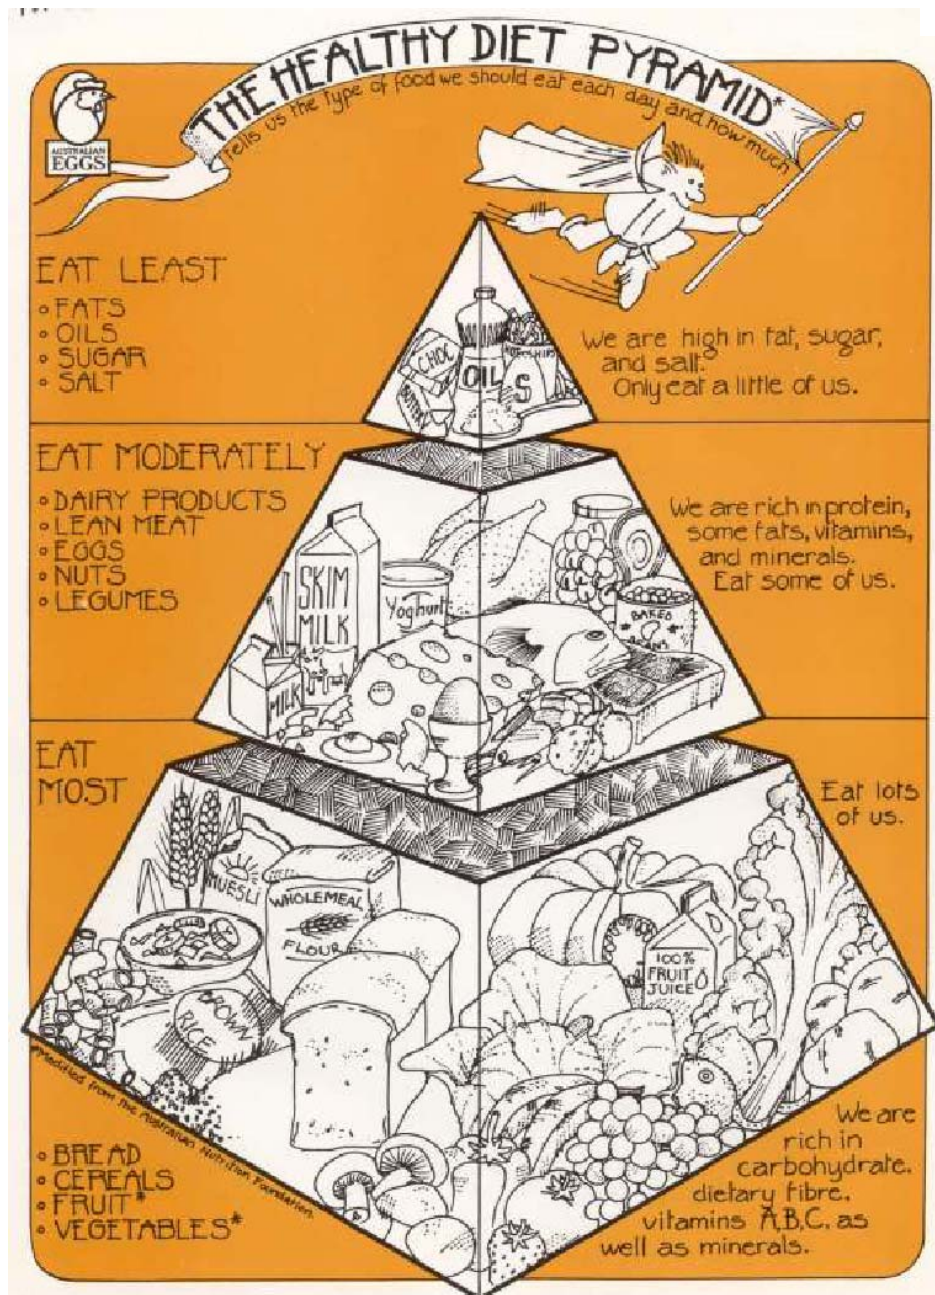 THE HEALTHY DIET PYRAMID*
Tells us the type of food we should eat each day and how much
AUSTRALIAN
EGGS
EAT LEAST
FATS
OILS
SUGAR
SALT
CHOC
OIL
CHIPS
S
We are high in fat, sugar,
and salt.
Only eat a little of us.
EAT MODERATELY
DAIRY PRODUCTS
LEAN MEAT
EGGS
NUTS
LEGUMES
SKIM
MILK
Yoghurt
MILK
BAKED
BEANS
We are rich in protein,
some fats, vitamins,
and minerals.
Eat some of us.
EAT
MOST
MUESLI
WHOLEMEAL
FLOUR
BROWN
RICE
100%
FRUIT
JUICE
Eat lots
of us.
*Modified from the Australian Nutrition Foundation.
BREAD
CEREALS
FRUIT*
VEGETABLES*
We are
rich in
carbohydrate,
dietary fibre,
vitamins A,B,C, as
well as minerals.